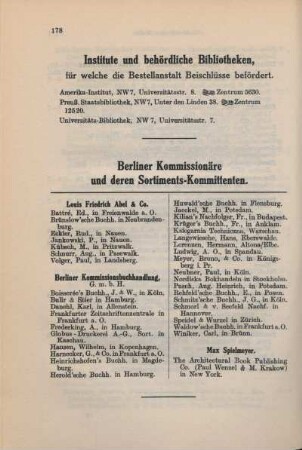 178
Institute und behördliche Bibliotheken,
für welche die Bestellanstalt Beischlüsse befördert.
Amerika-Institut, NW 7, Universitätsstr. 8. Zentrum 5650.
Preuß. Staatsbibliothek, NW 7, Unter den Linden 38. Zentrum
12526.
Universitäts-Bibliothek, NW 7, Universitätsstr. 7.
Berliner Kommissionäre
und deren Sortiments-Kommittenten.
Louis Friedrich Abel & Co.
Battré, Ed., in Freienwalde a. O.
Brünslow'sche Buchh. in Neubrandenburg.
Eckler, Rud., in Nauen.
Jankowski, P., in Nauen.
Kübsch, M., in Pritzwalk.
Schnurr, Aug., in Pasewalk.
Volger, Paul, in Landsberg.
Berliner Kommissionsbuchhandlung,
G. m. b. H.
Boisserée's Buchh., J. & W., in Köln.
Bulir & Stier in Hamburg.
Danehl, Karl, in Allenstein.
Frankfurter Zeitschriftenzentrale in
Frankfurt a. O.
Frederking, A., in Hamburg.
Globus-Druckerei A.-G., Sort. in
Kaschau.
Hansen, Wilhelm, in Kopenhagen.
Harnecker, G., & Co. in Frankfurt a. O.
Heinrichshofen's Buchh. in Magdeburg.
Herold'sche Buchh. in Hamburg.
Huwald'sche Buchh. in Flensburg.
Jaeckel, M., in Potsdam.
Kilian's Nachfolger, Fr., in Budapest.
Krüger's Buchh., Fr., in Anklam.
Ksiegarnia Techniczna, Warschau.
Langewiesche, Hans, Eberswalde.
Lorenzen, Hermann, Altona/Elbe.
Ludwig, A., in Spandau.
Meyer, Bruno, & Co. in Königsberg i. Pr.
Neubner, Paul, in Köln.
Nordiska Bokhandeln in Stockholm.
Pusch, Aug. Heinrich, in Potsdam.
Rehfeld'sche Buchh., E., in Posen.
Schmitz'sche Buchh., C., in Köln.
Schmorl & v. Seefeld Nachf. in
Hannover.
Speidel & Wurzel in Zürich.
Waldow'sche Buchh. in Frankfurt a. O.
Winkler, Carl, in Brünn.
Max Spielmeyer.
The Architectural Book Publishing
Co. (Paul Wenzel & M. Krakow)
in New York.